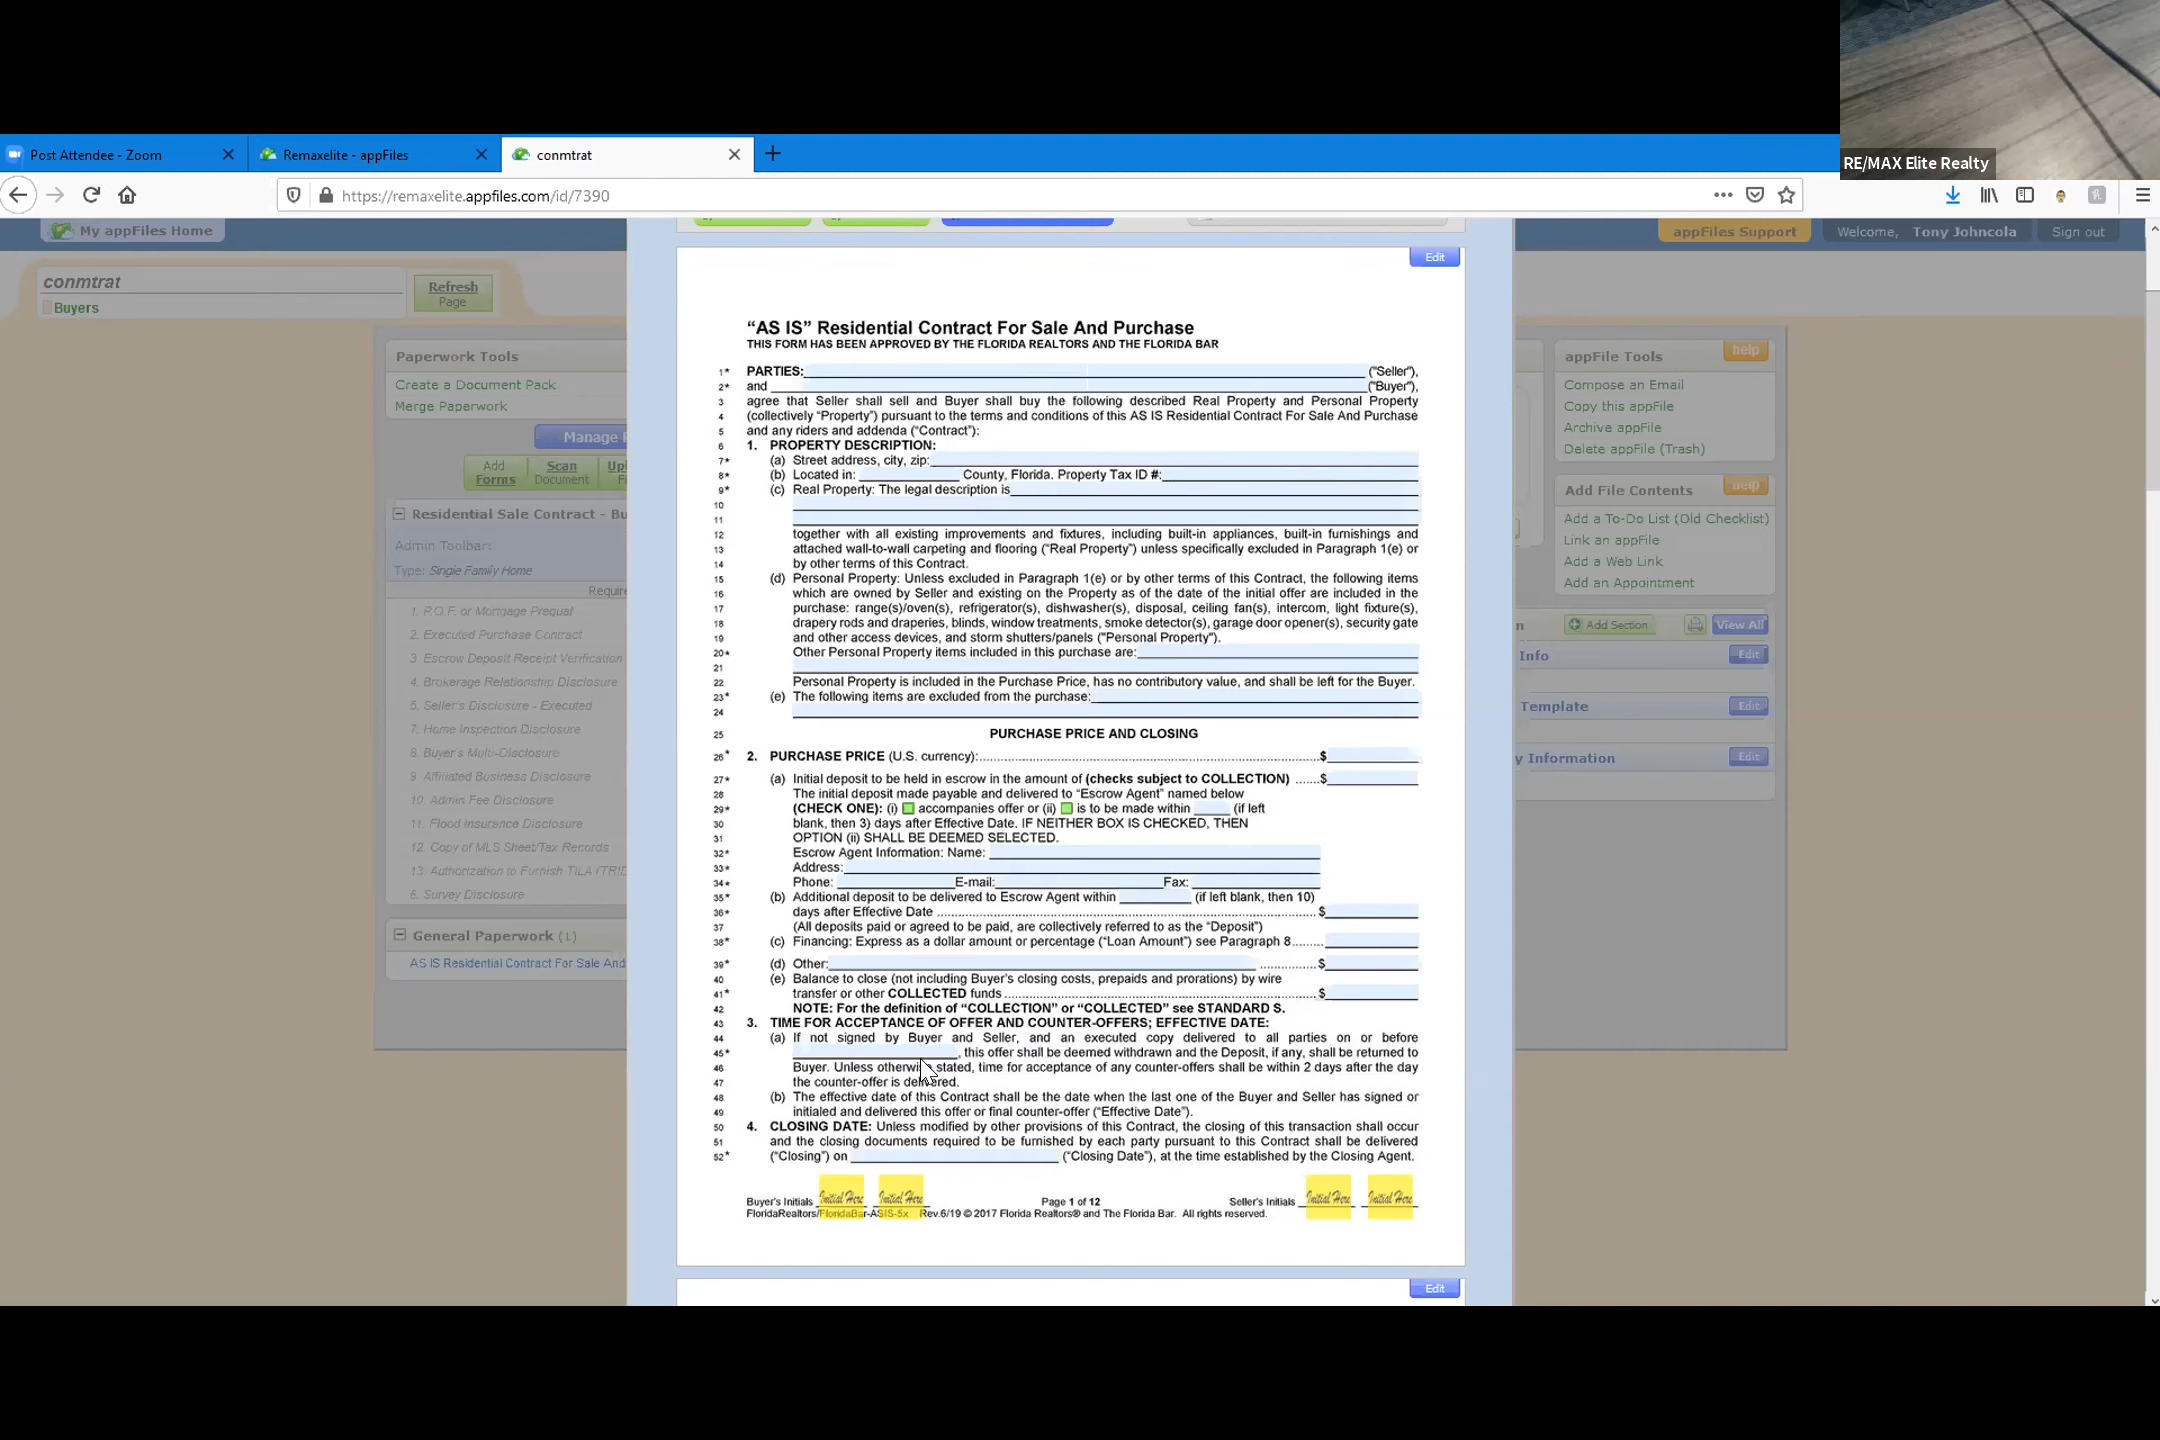 RE/MAX Elite Realty
Post Attendee - Zoom
Remaxelite - appFiles
conmtrat
https://remaxelite.appfiles.com/id/7390
My appFiles Home
appFiles Support
Welcome, Tony Johncola
Sign out
conmtrat
Buyers
Refresh
Page
Paperwork Tools
Create a Document Pack
Merge Paperwork
Manage
Add
Forms
Scan
Document
Residential Sale Contract - Bu
Admin Toolbar:
Type: Single Family Home
Require
1. P.O.F. or Mortgage Prequal
2. Executed Purchase Contract
3 Escrow Deposit Receipt Verification
4. Brokerage Relationship Disclosure
5. Seller's Disclosure - Executed
7. Home Inspection Disclosure
8. Buyer's Multi-Disclosure
9. Affiliated Business Disclosure
10. Admin Fee Disclosure
11. Flood Insurance Disclosure
12. Copy of MLS Sheet/Tax Records
13. Authorization to Furnish TILA (TRID
6. Survey Disclosure
General Paperwork (1)
AS IS Residential Contract For Sale And
Edit
"AS IS" Residential Contract For Sale And Purchase
THIS FORM HAS BEEN APPROVED BY THE FLORIDA REALTORS AND THE FLORIDA BAR
1* PARTIES: ("Seller"),
2* and ("Buyer"),
3 agree that Seller shall sell and Buyer shall buy the following described Real Property and Personal Property
4 (collectively "Property") pursuant to the terms and conditions of this AS IS Residential Contract For Sale And Purchase
5 and any riders and addenda ("Contract"):
6 1. PROPERTY DESCRIPTION:
7* (a) Street address, city, zip:
8* (b) Located in: County, Florida. Property Tax ID #:
9* (c) Real Property: The legal description is
10
11
12 together with all existing improvements and fixtures, including built-in appliances, built-in furnishings and
13 attached wall-to-wall carpeting and flooring ("Real Property") unless specifically excluded in Paragraph 1(e) or
14 by other terms of this Contract.
15 (d) Personal Property: Unless excluded in Paragraph 1(e) or by other terms of this Contract, the following items
16 which are owned by Seller and existing on the Property as of the date of the initial offer are included in the
17 purchase: range(s)/oven(s), refrigerator(s), dishwasher(s), disposal, ceiling fan(s), intercom, light fixture(s),
18 drapery rods and draperies, blinds, window treatments, smoke detector(s), garage door opener(s), security gate
19 and other access devices, and storm shutters/panels ("Personal Property").
20* Other Personal Property items included in this purchase are:
21
22 Personal Property is included in the Purchase Price, has no contributory value, and shall be left for the Buyer.
23* (e) The following items are excluded from the purchase:
24
25 PURCHASE PRICE AND CLOSING
26* 2. PURCHASE PRICE (U.S. currency):.......... $
27* (a) Initial deposit to be held in escrow in the amount of (checks subject to COLLECTION) ......$
28 The initial deposit made payable and delivered to "Escrow Agent" named below
29* (CHECK ONE): (i) accompanies offer or (ii) is to be made within (if left
30 blank, then 3) days after Effective Date. IF NEITHER BOX IS CHECKED, THEN
31 OPTION (ii) SHALL BE DEEMED SELECTED.
32* Escrow Agent Information: Name:
33* Address:
34* Phone: E-mail: Fax:
35* (b) Additional deposit to be delivered to Escrow Agent within (if left blank, then 10)
36* days after Effective Date .......... $
37 (All deposits paid or agreed to be paid, are collectively referred to as the "Deposit")
38* (c) Financing: Express as a dollar amount or percentage ("Loan Amount") see Paragraph 8........
39* (d) Other: .......... $
40 (e) Balance to close (not including Buyer's closing costs, prepaids and prorations) by wire
41* transfer or other COLLECTED funds .......... $
42 NOTE: For the definition of "COLLECTION" or "COLLECTED" see STANDARD S.
43 3. TIME FOR ACCEPTANCE OF OFFER AND COUNTER-OFFERS; EFFECTIVE DATE:
44 (a) If not signed by Buyer and Seller, and an executed copy delivered to all parties on or before
45* , this offer shall be deemed withdrawn and the Deposit, if any, shall be returned to
46 Buyer. Unless otherwise stated, time for acceptance of any counter-offers shall be within 2 days after the day
47 the counter-offer is delivered.
48 (b) The effective date of this Contract shall be the date when the last one of the Buyer and Seller has signed or
49 initialed and delivered this offer or final counter-offer ("Effective Date").
50 4. CLOSING DATE: Unless modified by other provisions of this Contract, the closing of this transaction shall occur
51 and the closing documents required to be furnished by each party pursuant to this Contract shall be delivered
52* ("Closing") on ("Closing Date"), at the time established by the Closing Agent.
Buyer's Initials Initial Here Initial Here Page 1 of 12 Seller's Initials Initial Here Initial Here
FloridaRealtors/FloridaBar-ASIS-5x Rev.6/19 © 2017 Florida Realtors® and The Florida Bar. All rights reserved.
Edit
appFile Tools
help
Compose an Email
Copy this appFile
Archive appFile
Delete appFile (Trash)
Add File Contents
help
Add a To-Do List (Old Checklist)
Link an appFile
Add a Web Link
Add an Appointment
Add Section
View All
Info
Edit
Template
Edit
y Information
Edit